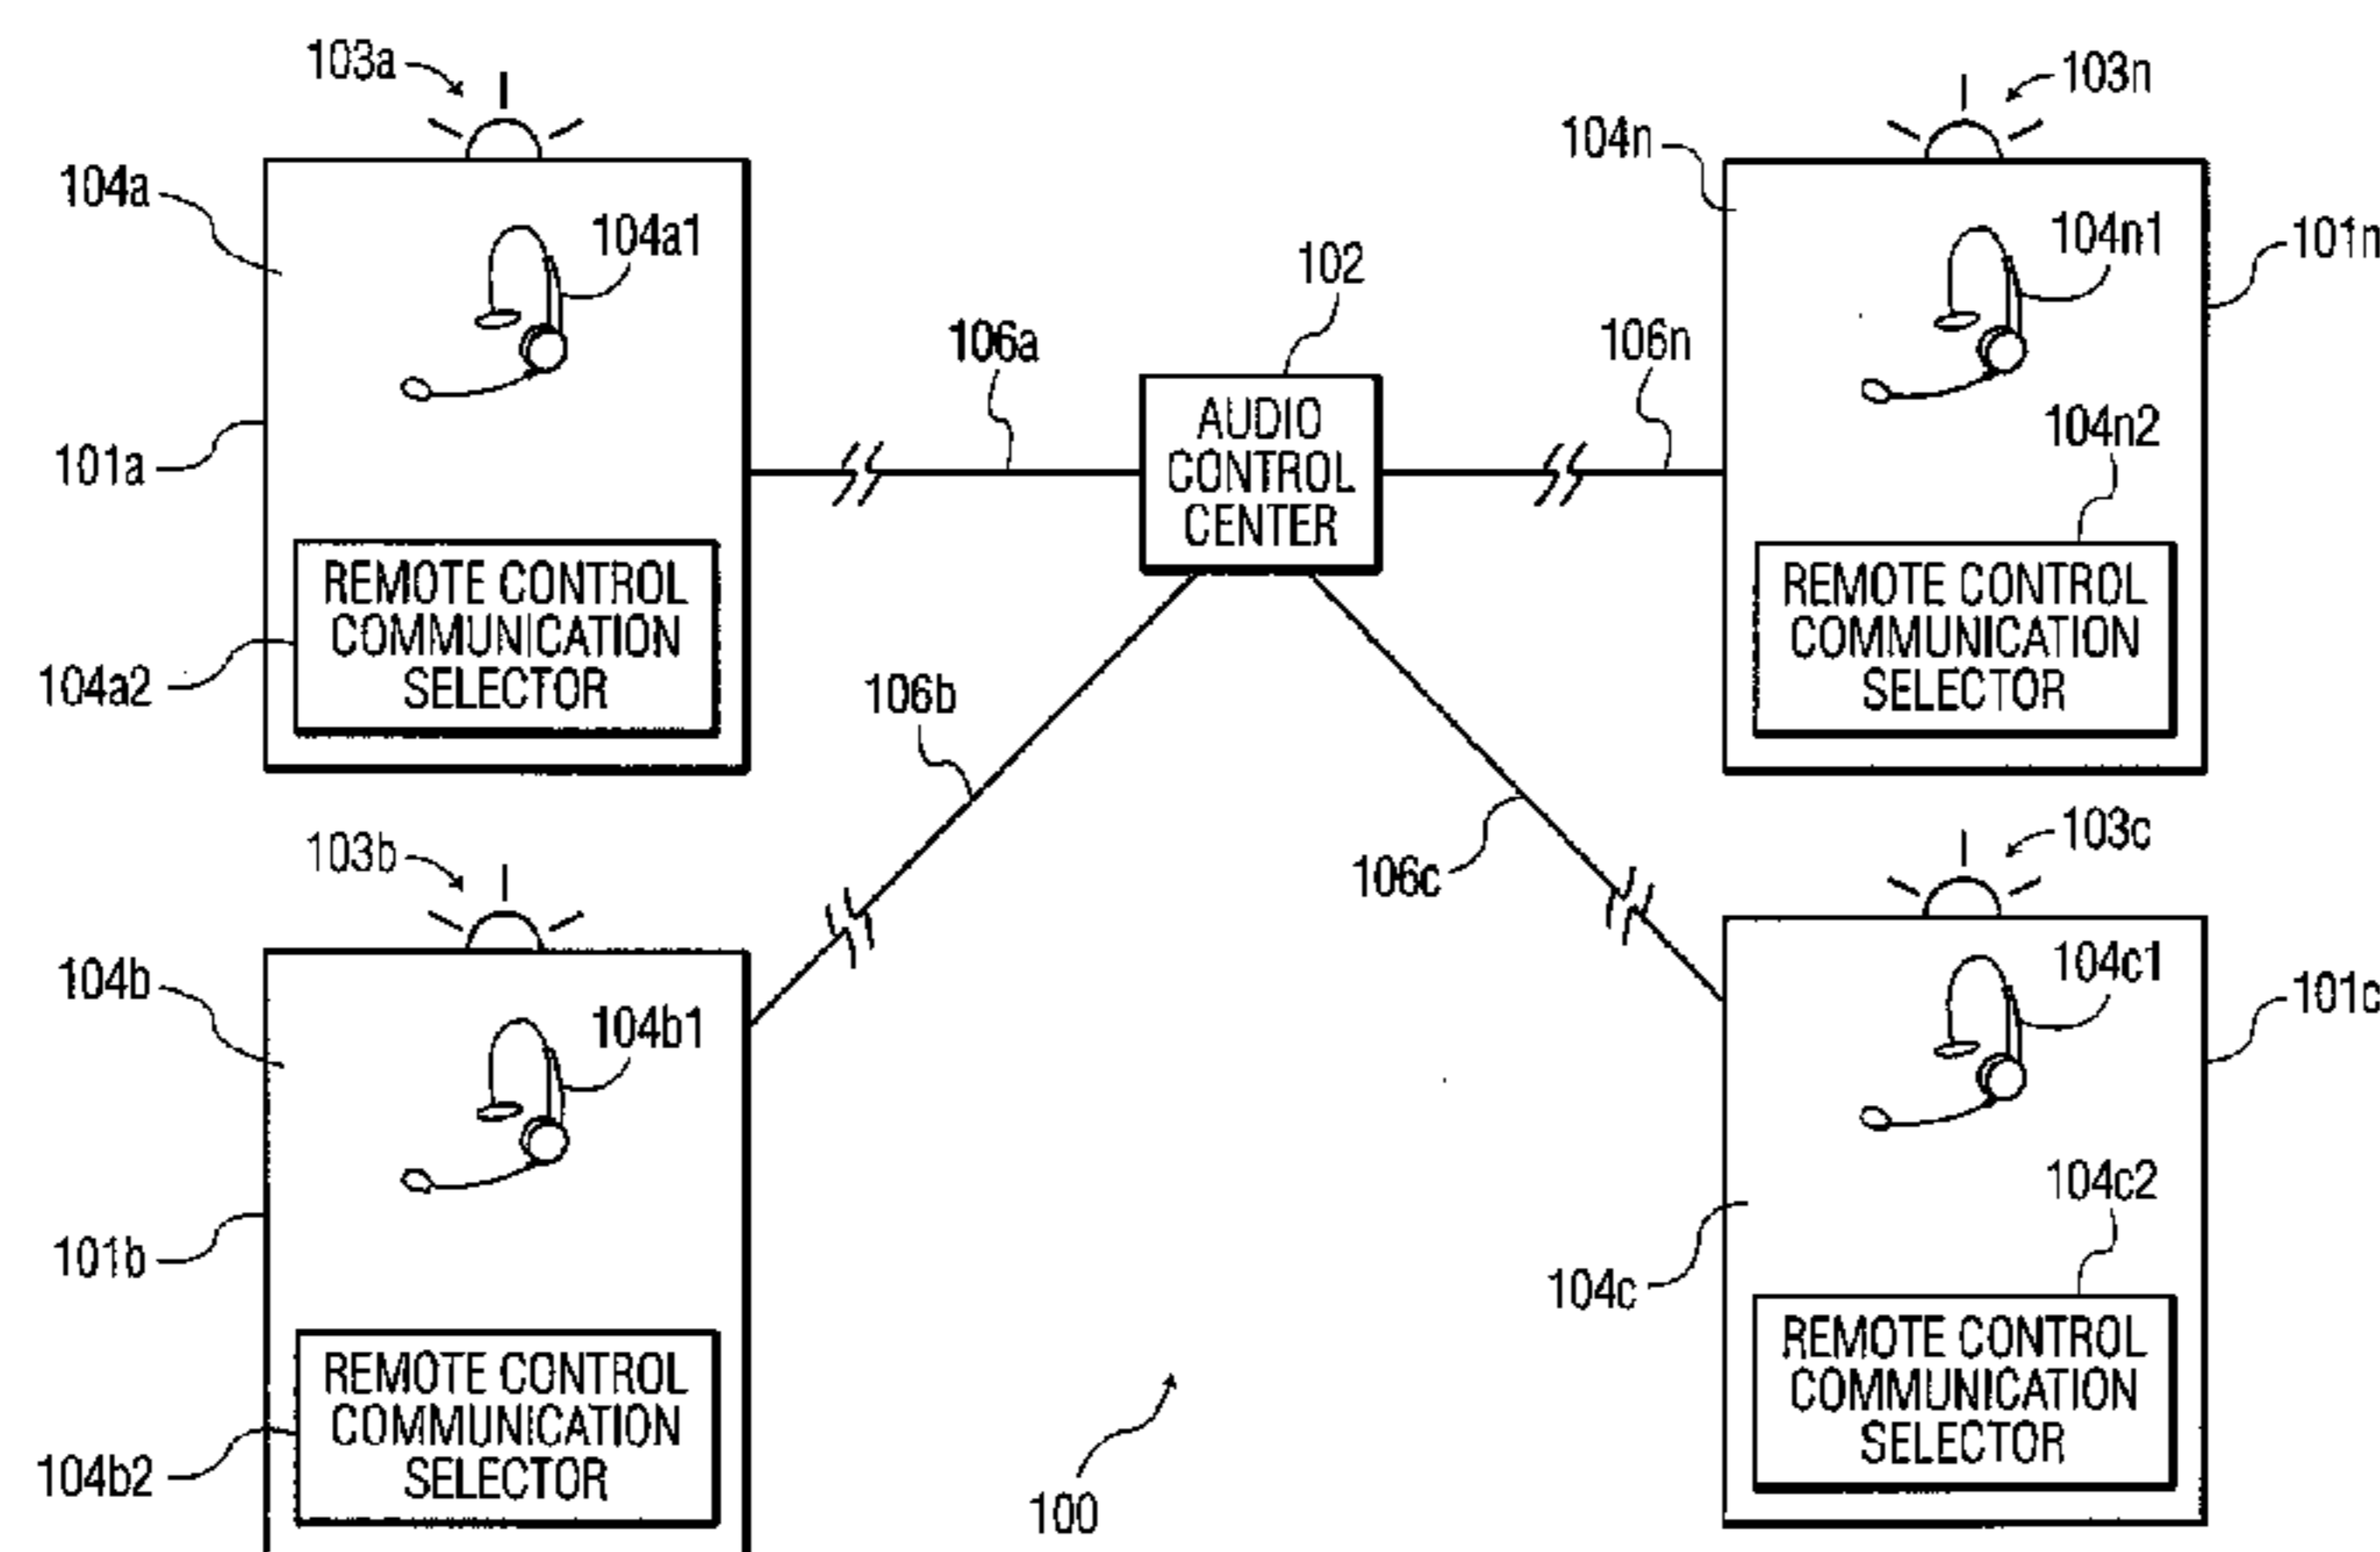 103a
104a
104a1
101a
REMOTE CONTROL
COMMUNICATION
SELECTOR
104a2
106a
102
AUDIO
CONTROL
CENTER
106n
103n
104n
104n1
101n
104n2
REMOTE CONTROL
COMMUNICATION
SELECTOR
106b
106c
103b
104b
104b1
101b
REMOTE CONTROL
COMMUNICATION
SELECTOR
104b2
103c
104c1
101c
104c2
104c
REMOTE CONTROL
COMMUNICATION
SELECTOR
100